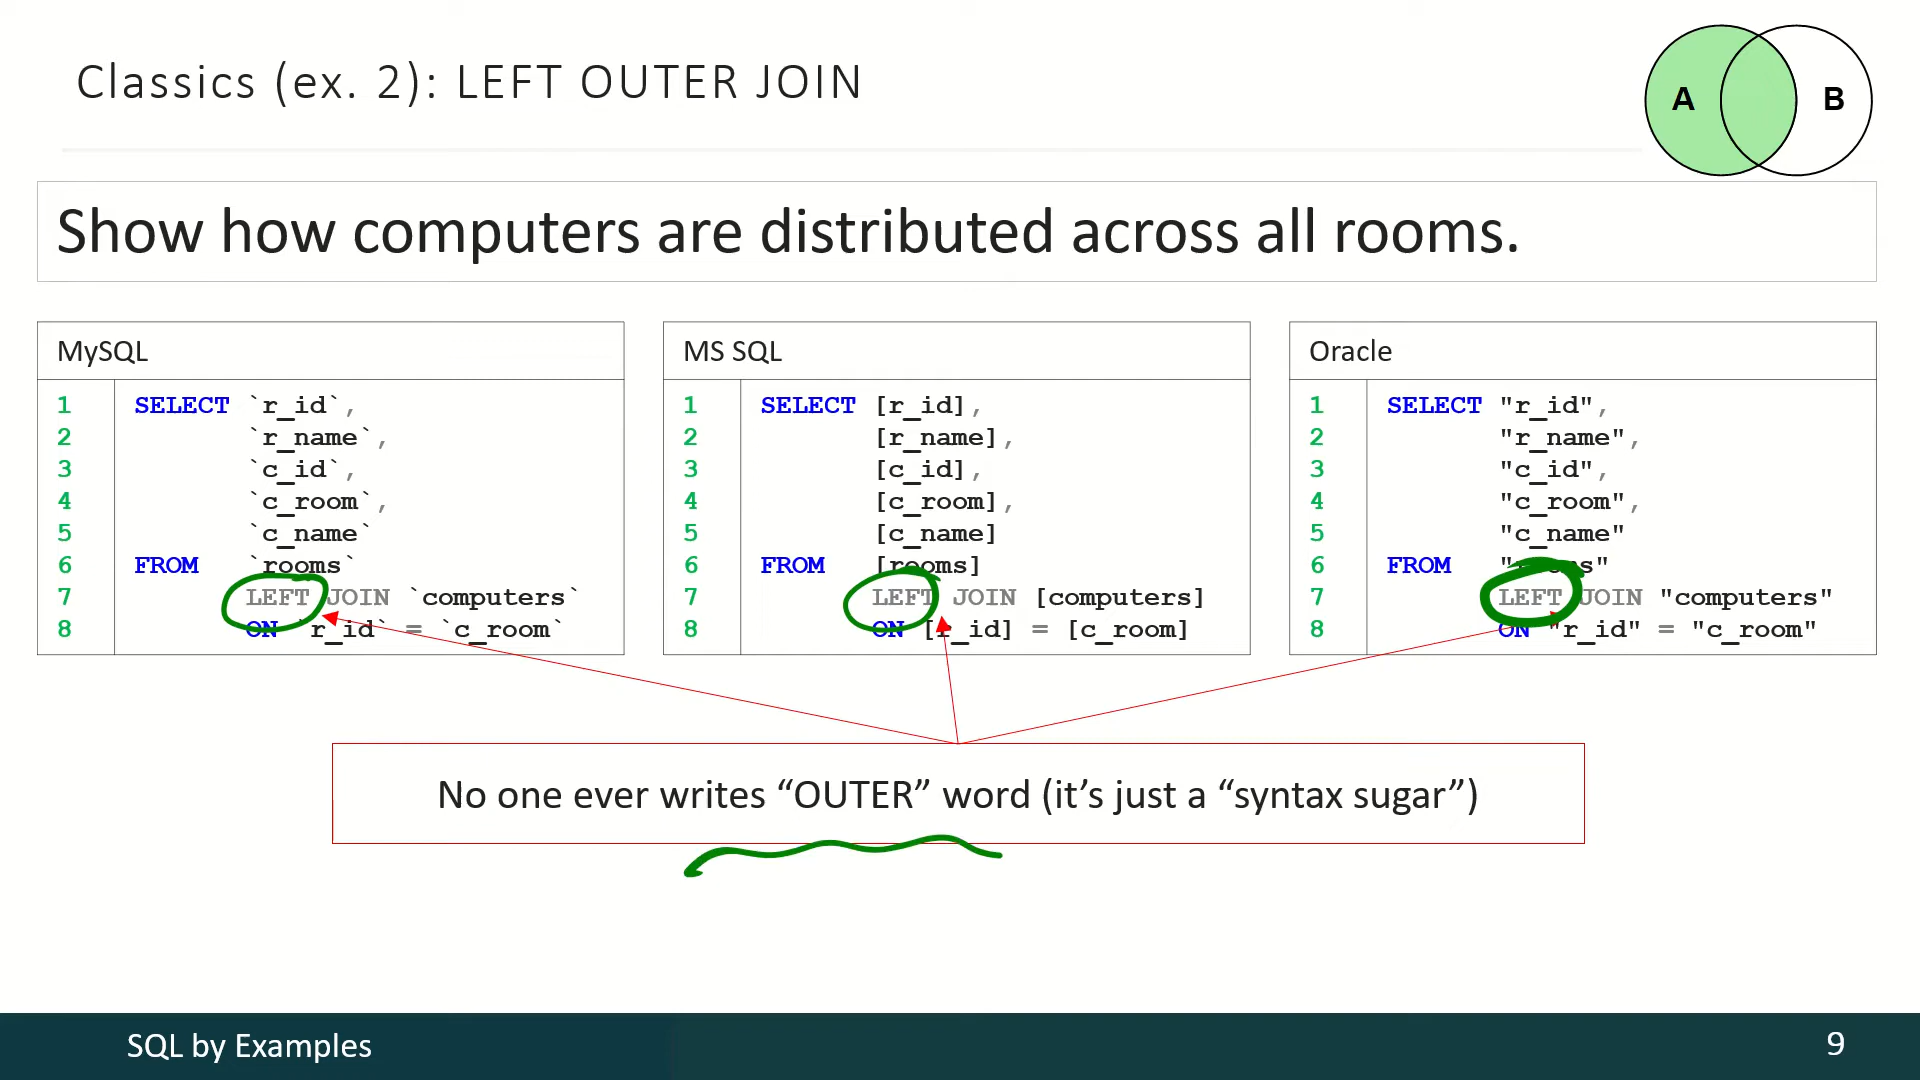 Classics (ex. 2): LEFT OUTER JOIN
A B
Show how computers are distributed across all rooms.
MySQL
1 SELECT `r_id`,
2 `r_name`,
3 `c_id`,
4 `c_room`,
5 `c_name`
6 FROM `rooms`
7 LEFT JOIN `computers`
8 ON `r_id` = `c_room`
MS SQL
1 SELECT [r_id],
2 [r_name],
3 [c_id],
4 [c_room],
5 [c_name]
6 FROM [rooms]
7 LEFT JOIN [computers]
8 ON [r_id] = [c_room]
Oracle
1 SELECT "r_id",
2 "r_name",
3 "c_id",
4 "c_room",
5 "c_name"
6 FROM "rooms"
7 LEFT JOIN "computers"
8 ON "r_id" = "c_room"
No one ever writes “OUTER” word (it’s just a “syntax sugar”)
SQL by Examples
9